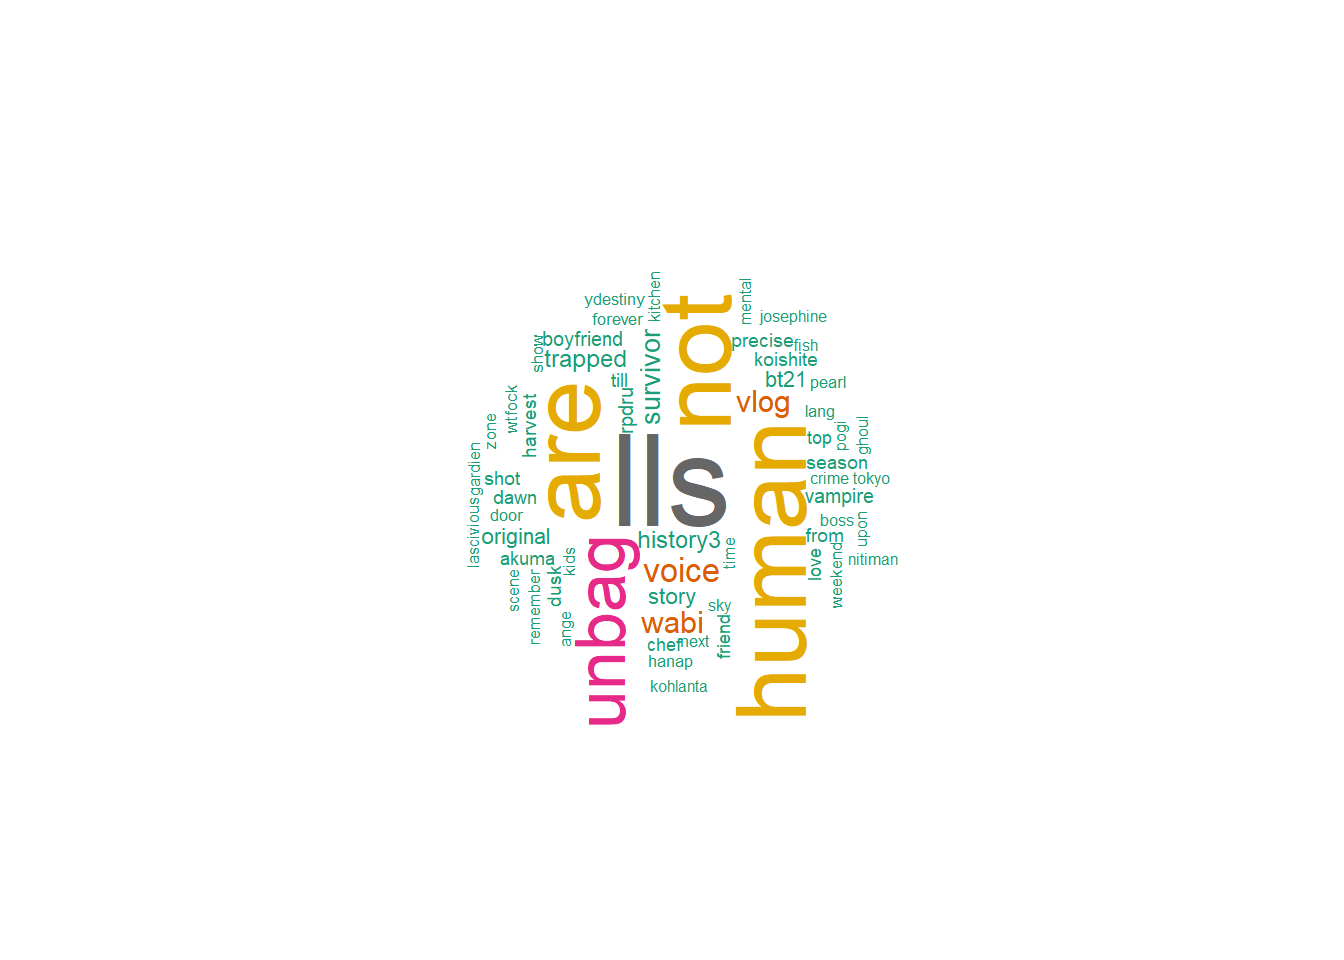 kitchen
mental
ydestiny
not
forever
josephine
survivor
show
boyfriend
precise
fish
trapped
koishite
till
bt21
pearl
are
rpdru
vlog
wtfock
harvest
zone
lang
pogi
ghoul
human
top
lls
gardien
season
shot
crime
tokyo
dawn
vampire
lascivious
door
boss
upon
original
history3
from
unbag
akuma
kids
voice
time
love
weekend
nitiman
scene
remember
dusk
story
sky
ange
wabi
friend
chef
next
hanap
kohlanta